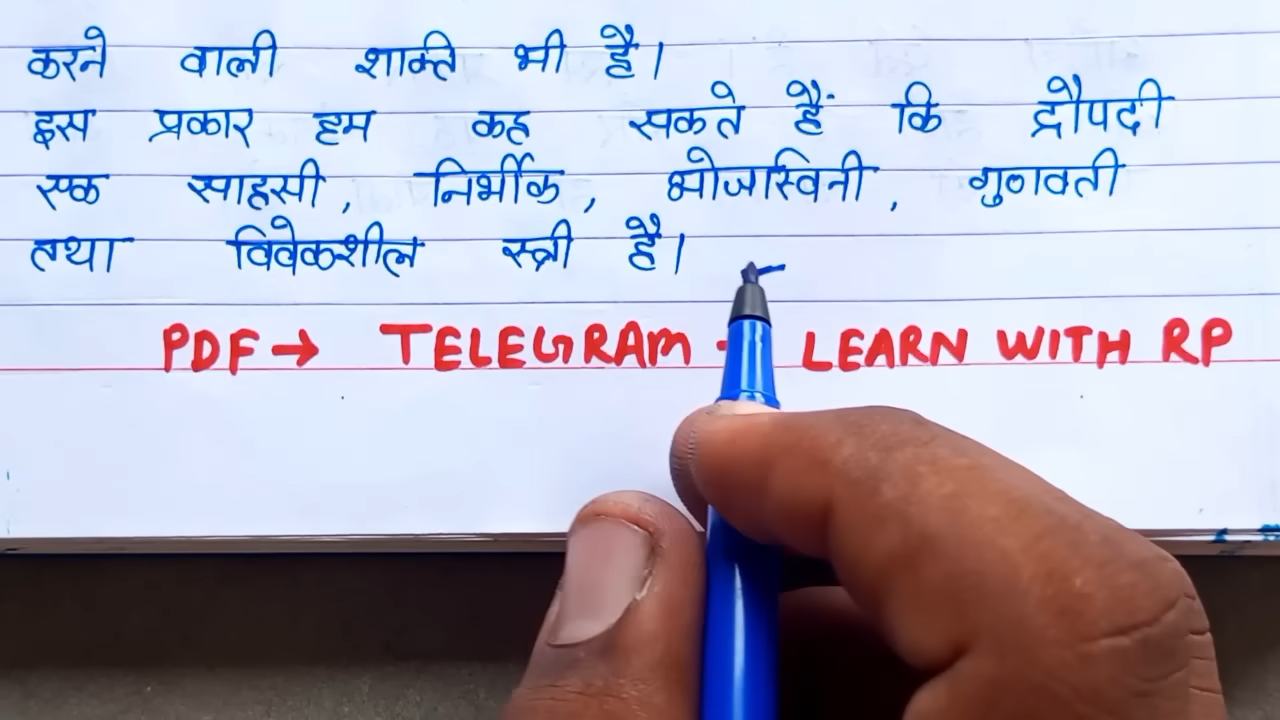 करने वाली शक्ति भी है।
इस प्रकार हम कह सकते हैं कि द्रौपदी
एक साहसी, निर्भीक, ओजस्विनी, गुणवती
तथा विवेकशील स्त्री है।
PDF → TELEGRAM - LEARN WITH RP